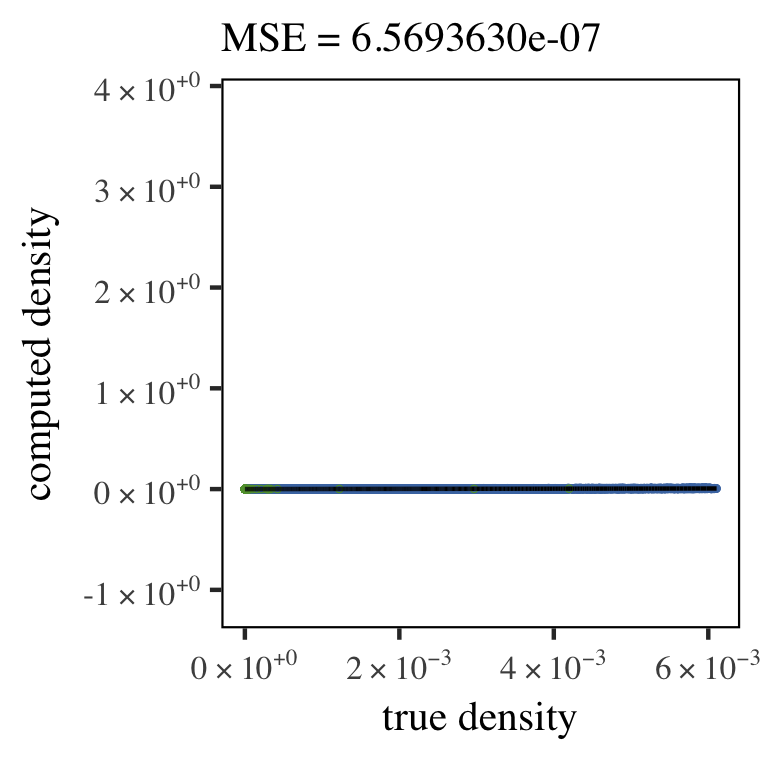 MSE = 6.5693630e-07
4 × 10⁺⁰
3 × 10⁺⁰
2 × 10⁺⁰
1 × 10⁺⁰
0 × 10⁺⁰
-1 × 10⁺⁰
computed density
0 × 10⁺⁰ 2 × 10⁻³ 4 × 10⁻³ 6 × 10⁻³
true density